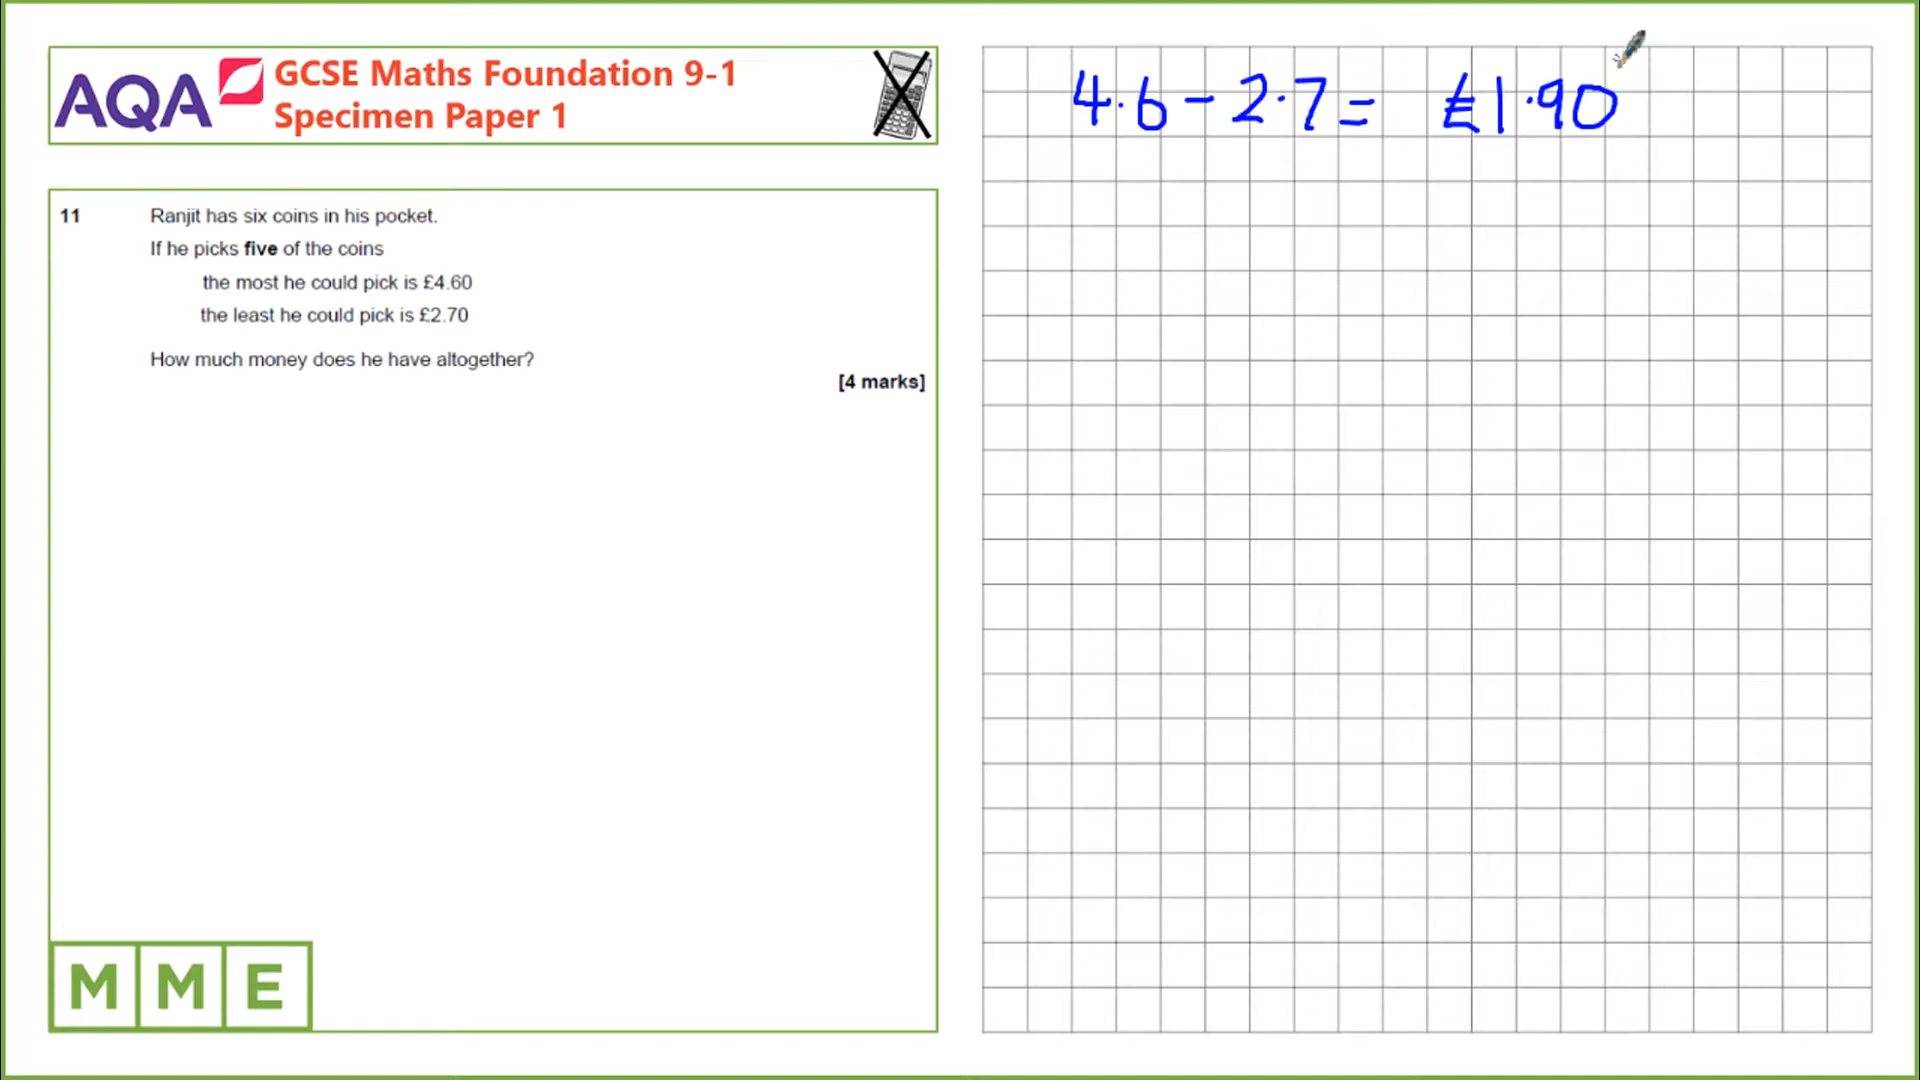 AQA
GCSE Maths Foundation 9-1
Specimen Paper 1
11 Ranjit has six coins in his pocket.
If he picks five of the coins
the most he could pick is £4.60
the least he could pick is £2.70
How much money does he have altogether?
[4 marks]
MME
4·6 - 2·7 = £1·90